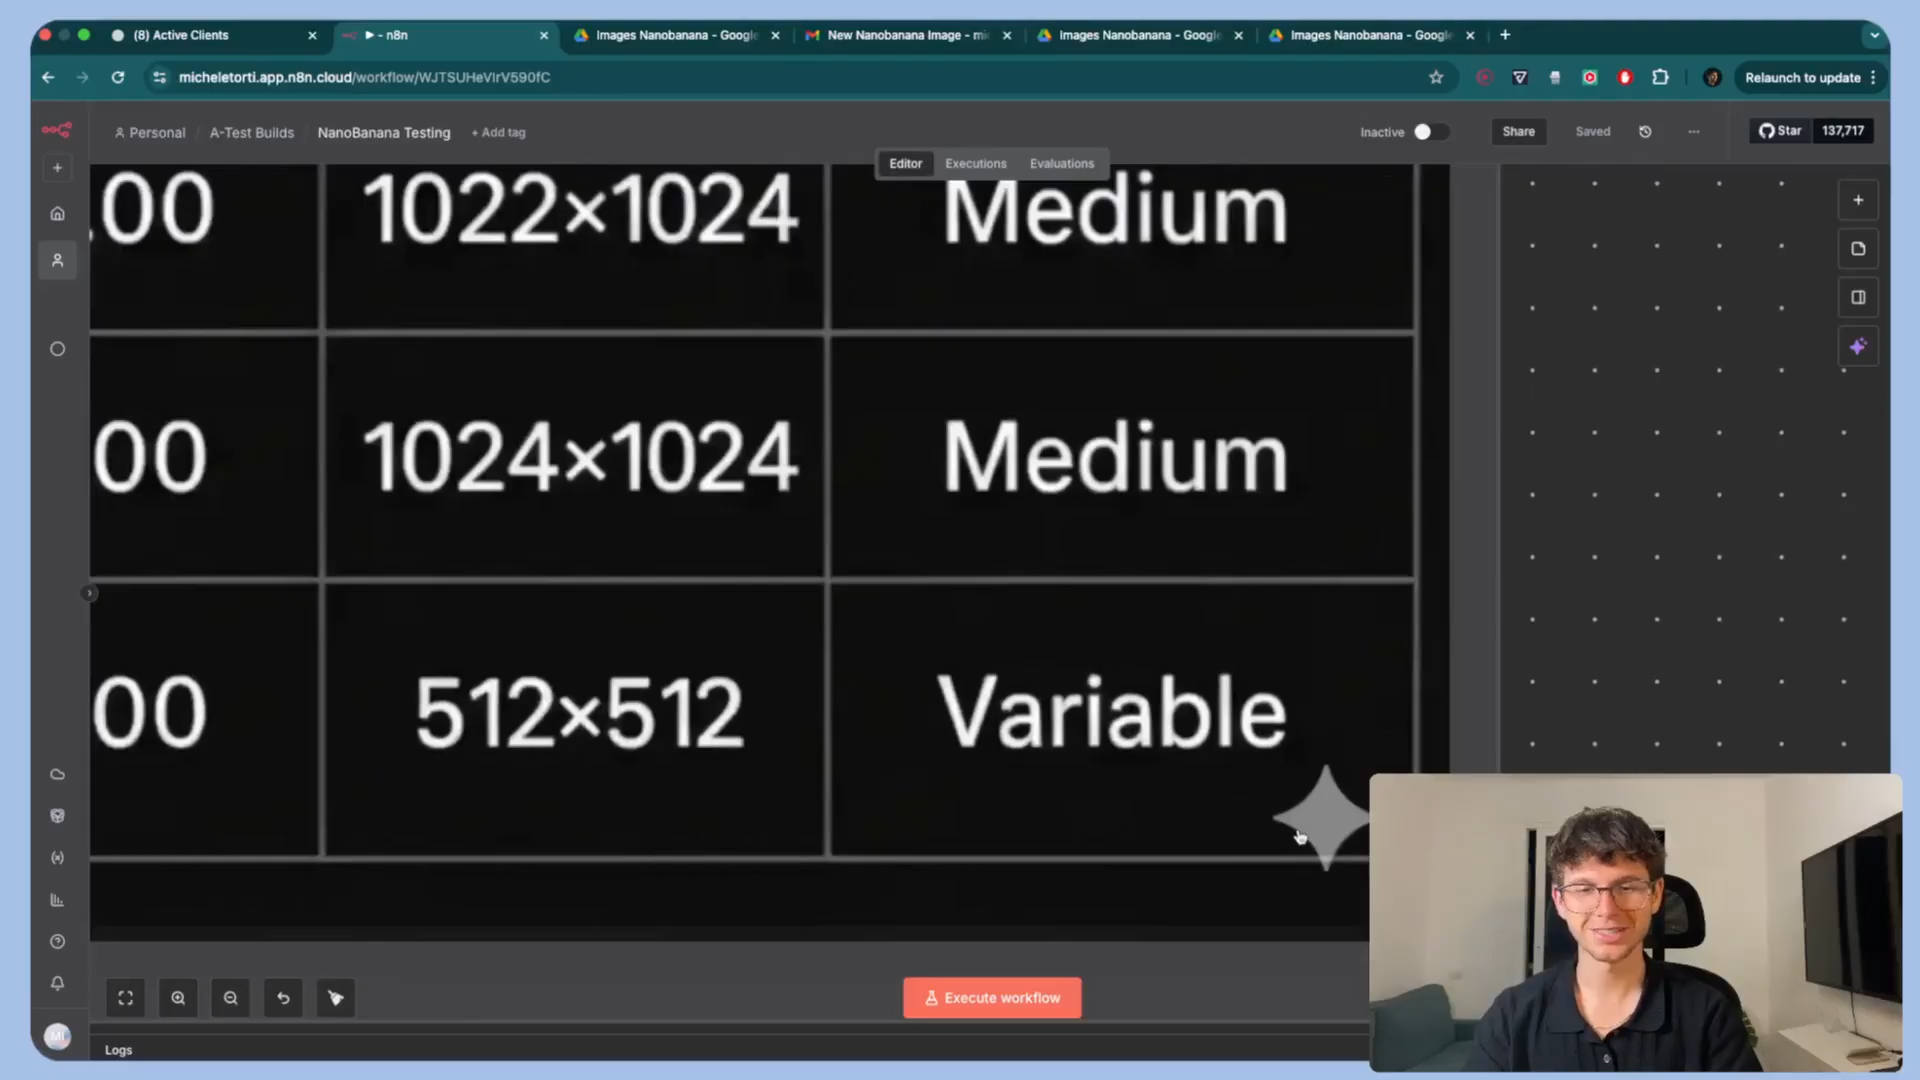 (8) Active Clients
▶ - n8n
Images Nanobanana - Google
New Nanobanana Image - mi
Images Nanobanana - Google
Images Nanobanana - Google
micheletorti.app.n8n.cloud/workflow/WJTSUHeVIrV590fC
Relaunch to update
Personal / A-Test Builds / NanoBanana Testing + Add tag
Inactive
Share
Saved
Star 137,717
Editor Executions Evaluations
.00 1022×1024 Medium
00 1024×1024 Medium
00 512×512 Variable
Execute workflow
MI
Logs